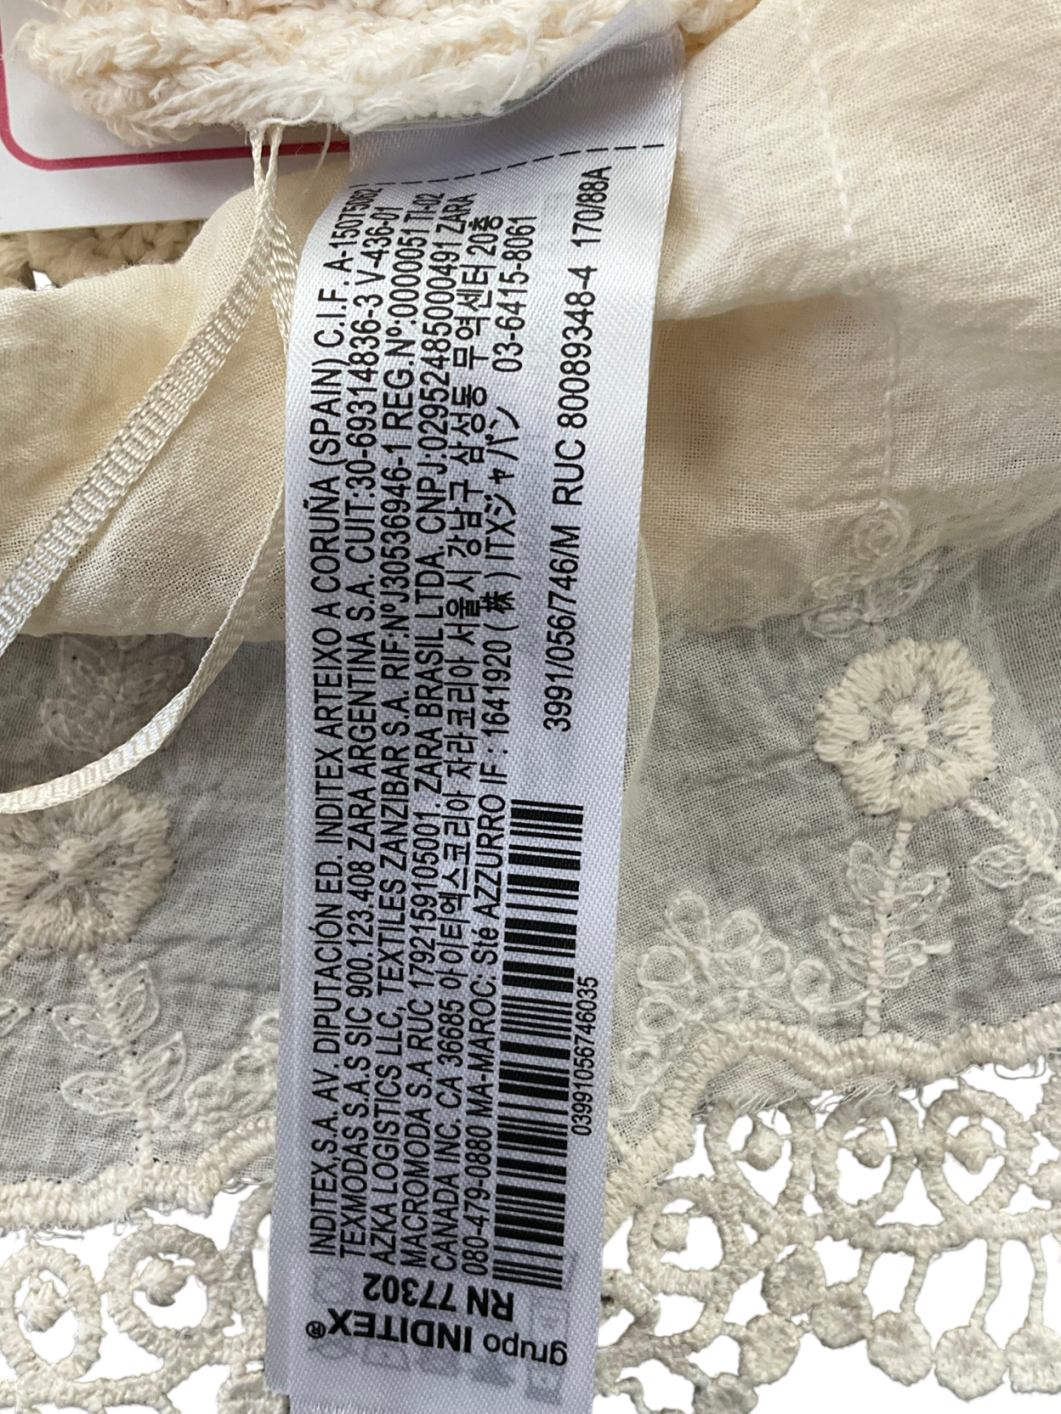 INDITEX,S.A. AV. DIPUTACIÓN ED. INDITEX ARTEIXO A CORUÑA (SPAIN) C.I.F. A-15075062
TEXMODAS S.A.S SIC 900.123.408 ZARA ARGENTINA S.A. CUIT:30-69314836-3 V-436-01
AZKA LOGISTICS LLC, TEXTILES ZANZIBAR S.A. RIF:NºJ30536946-1 REG.Nº:0000051 TI-02
MACROMODA S.A RUC 1792159105001. ZARA BRASIL LTDA. CNPJ:02952485000491 ZARA
CANADA INC. CA 36685 아이티엑스코리아 자라코리아 서울시 강남구 삼성동 무역센터 20층
080-479-0880 MA-MAROC: Sté AZZURRO IF : 1641920 ( 株 ) ITXジャパン 03-6415-8061
3991/056/746/M RUC 80089348-4 170/88A
03991056746035
RN 77302
grupo INDITEX®